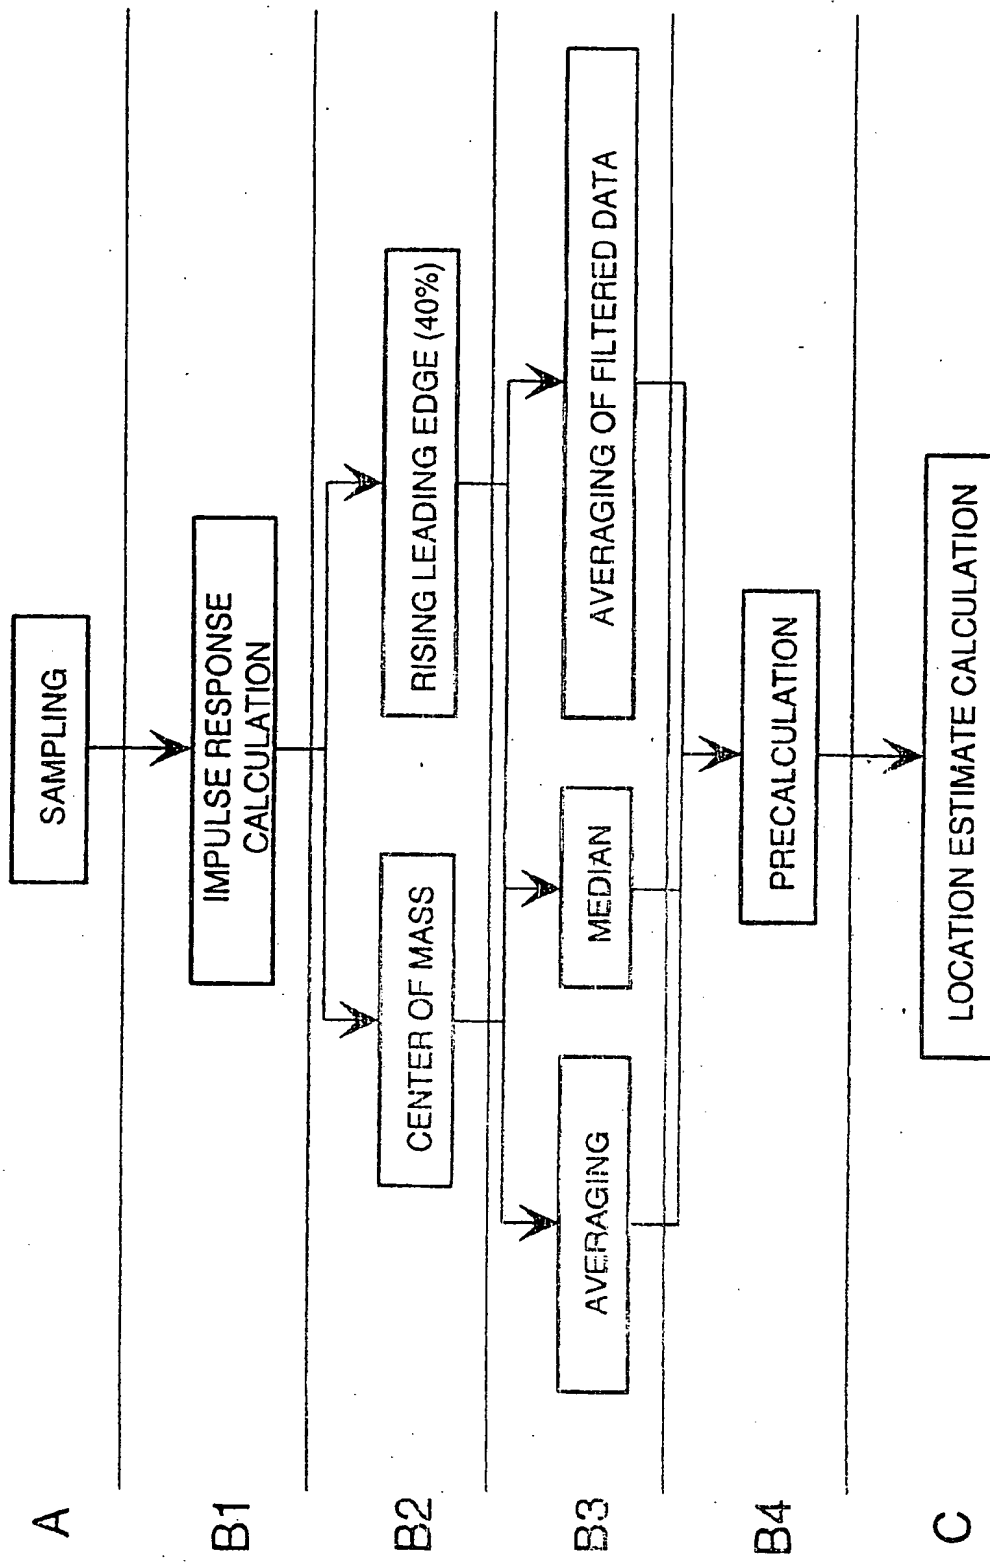 A
SAMPLING
B1
IMPULSE RESPONSE
CALCULATION
B2
CENTER OF MASS
RISING LEADING EDGE (40%)
B3
AVERAGING
MEDIAN
AVERAGING OF FILTERED DATA
B4
PRECALCULATION
C
LOCATION ESTIMATE CALCULATION